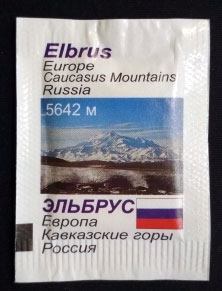 Elbrus
Europe
Caucasus Mountains
Russia
5642 м
ЭЛЬБРУС
Европа
Кавказские горы
Россия